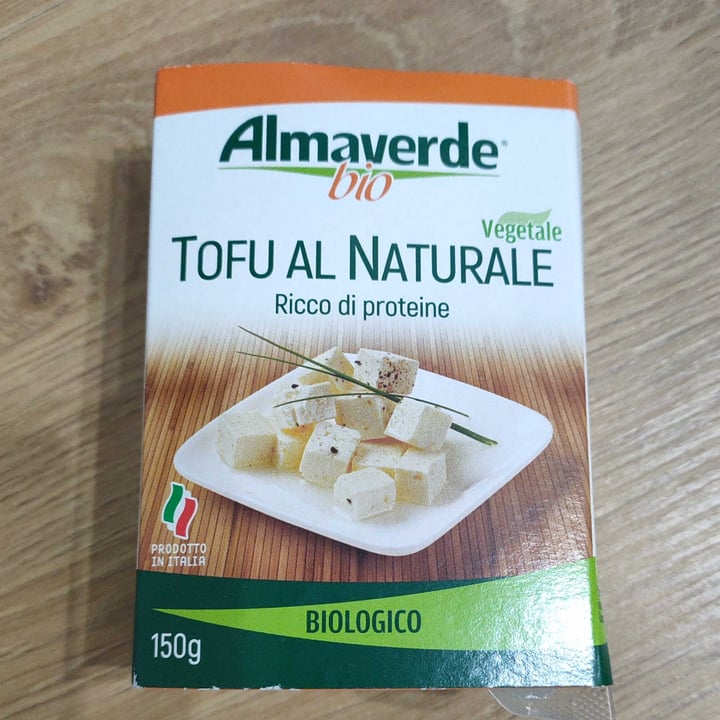 Almaverde®
bio
Vegetale
TOFU AL NATURALE
Ricco di proteine
PRODOTTO
IN ITALIA
BIOLOGICO
150g